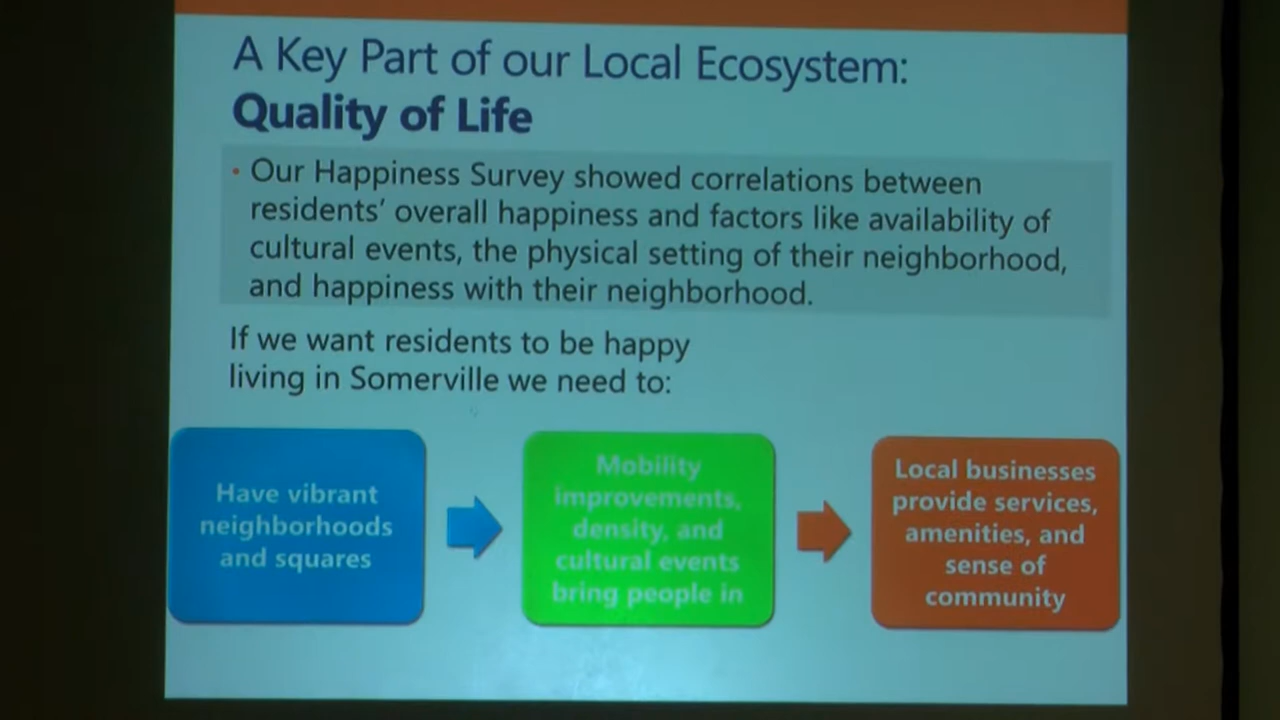 A Key Part of our Local Ecosystem:
Quality of Life
• Our Happiness Survey showed correlations between
residents’ overall happiness and factors like availability of
cultural events, the physical setting of their neighborhood,
and happiness with their neighborhood.
If we want residents to be happy
living in Somerville we need to:
Have vibrant
neighborhoods
and squares
Mobility
improvements,
density, and
cultural events
bring people in
Local businesses
provide services,
amenities, and
sense of
community